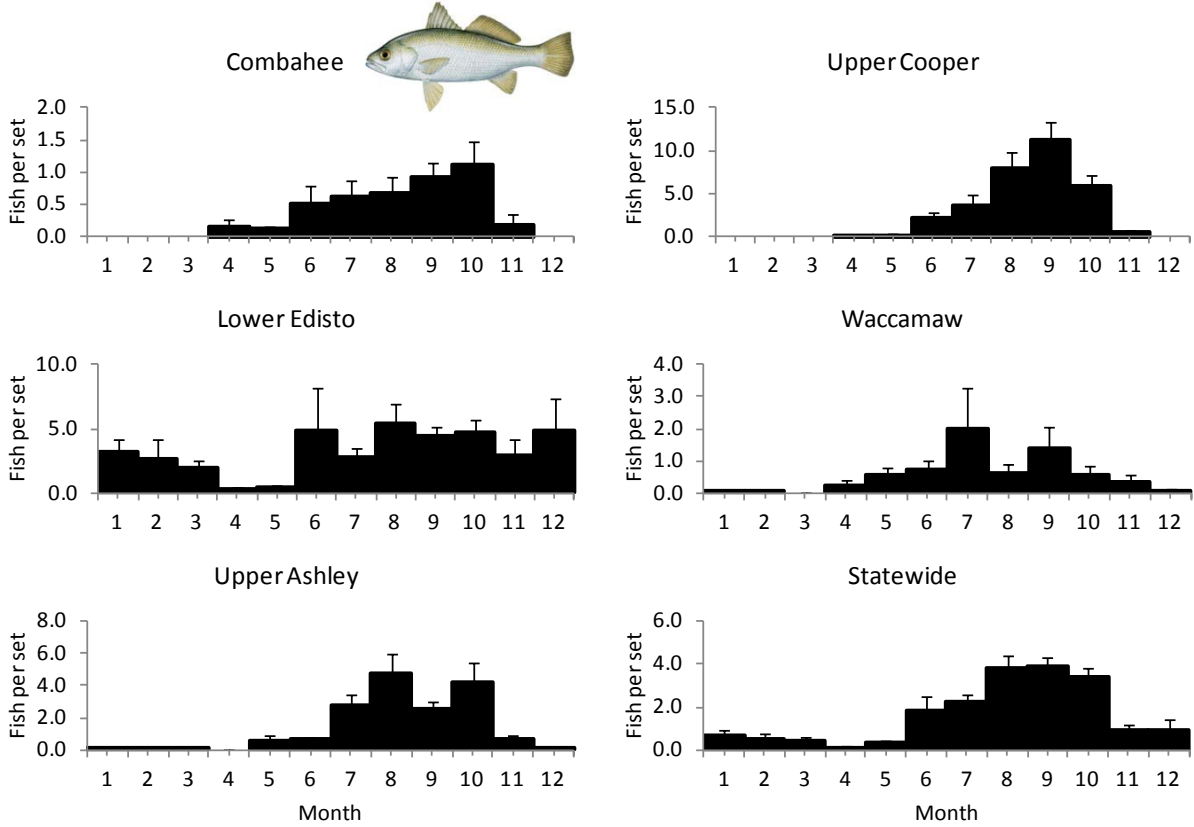 Combahee
Fish per set
2.0
1.5
1.0
0.5
0.0
1 2 3 4 5 6 7 8 9 10 11 12
Upper Cooper
Fish per set
15.0
10.0
5.0
0.0
1 2 3 4 5 6 7 8 9 10 11 12
Lower Edisto
Fish per set
10.0
5.0
0.0
1 2 3 4 5 6 7 8 9 10 11 12
Waccamaw
Fish per set
4.0
3.0
2.0
1.0
0.0
1 2 3 4 5 6 7 8 9 10 11 12
Upper Ashley
Fish per set
8.0
6.0
4.0
2.0
0.0
1 2 3 4 5 6 7 8 9 10 11 12
Month
Statewide
Fish per set
6.0
4.0
2.0
0.0
1 2 3 4 5 6 7 8 9 10 11 12
Month